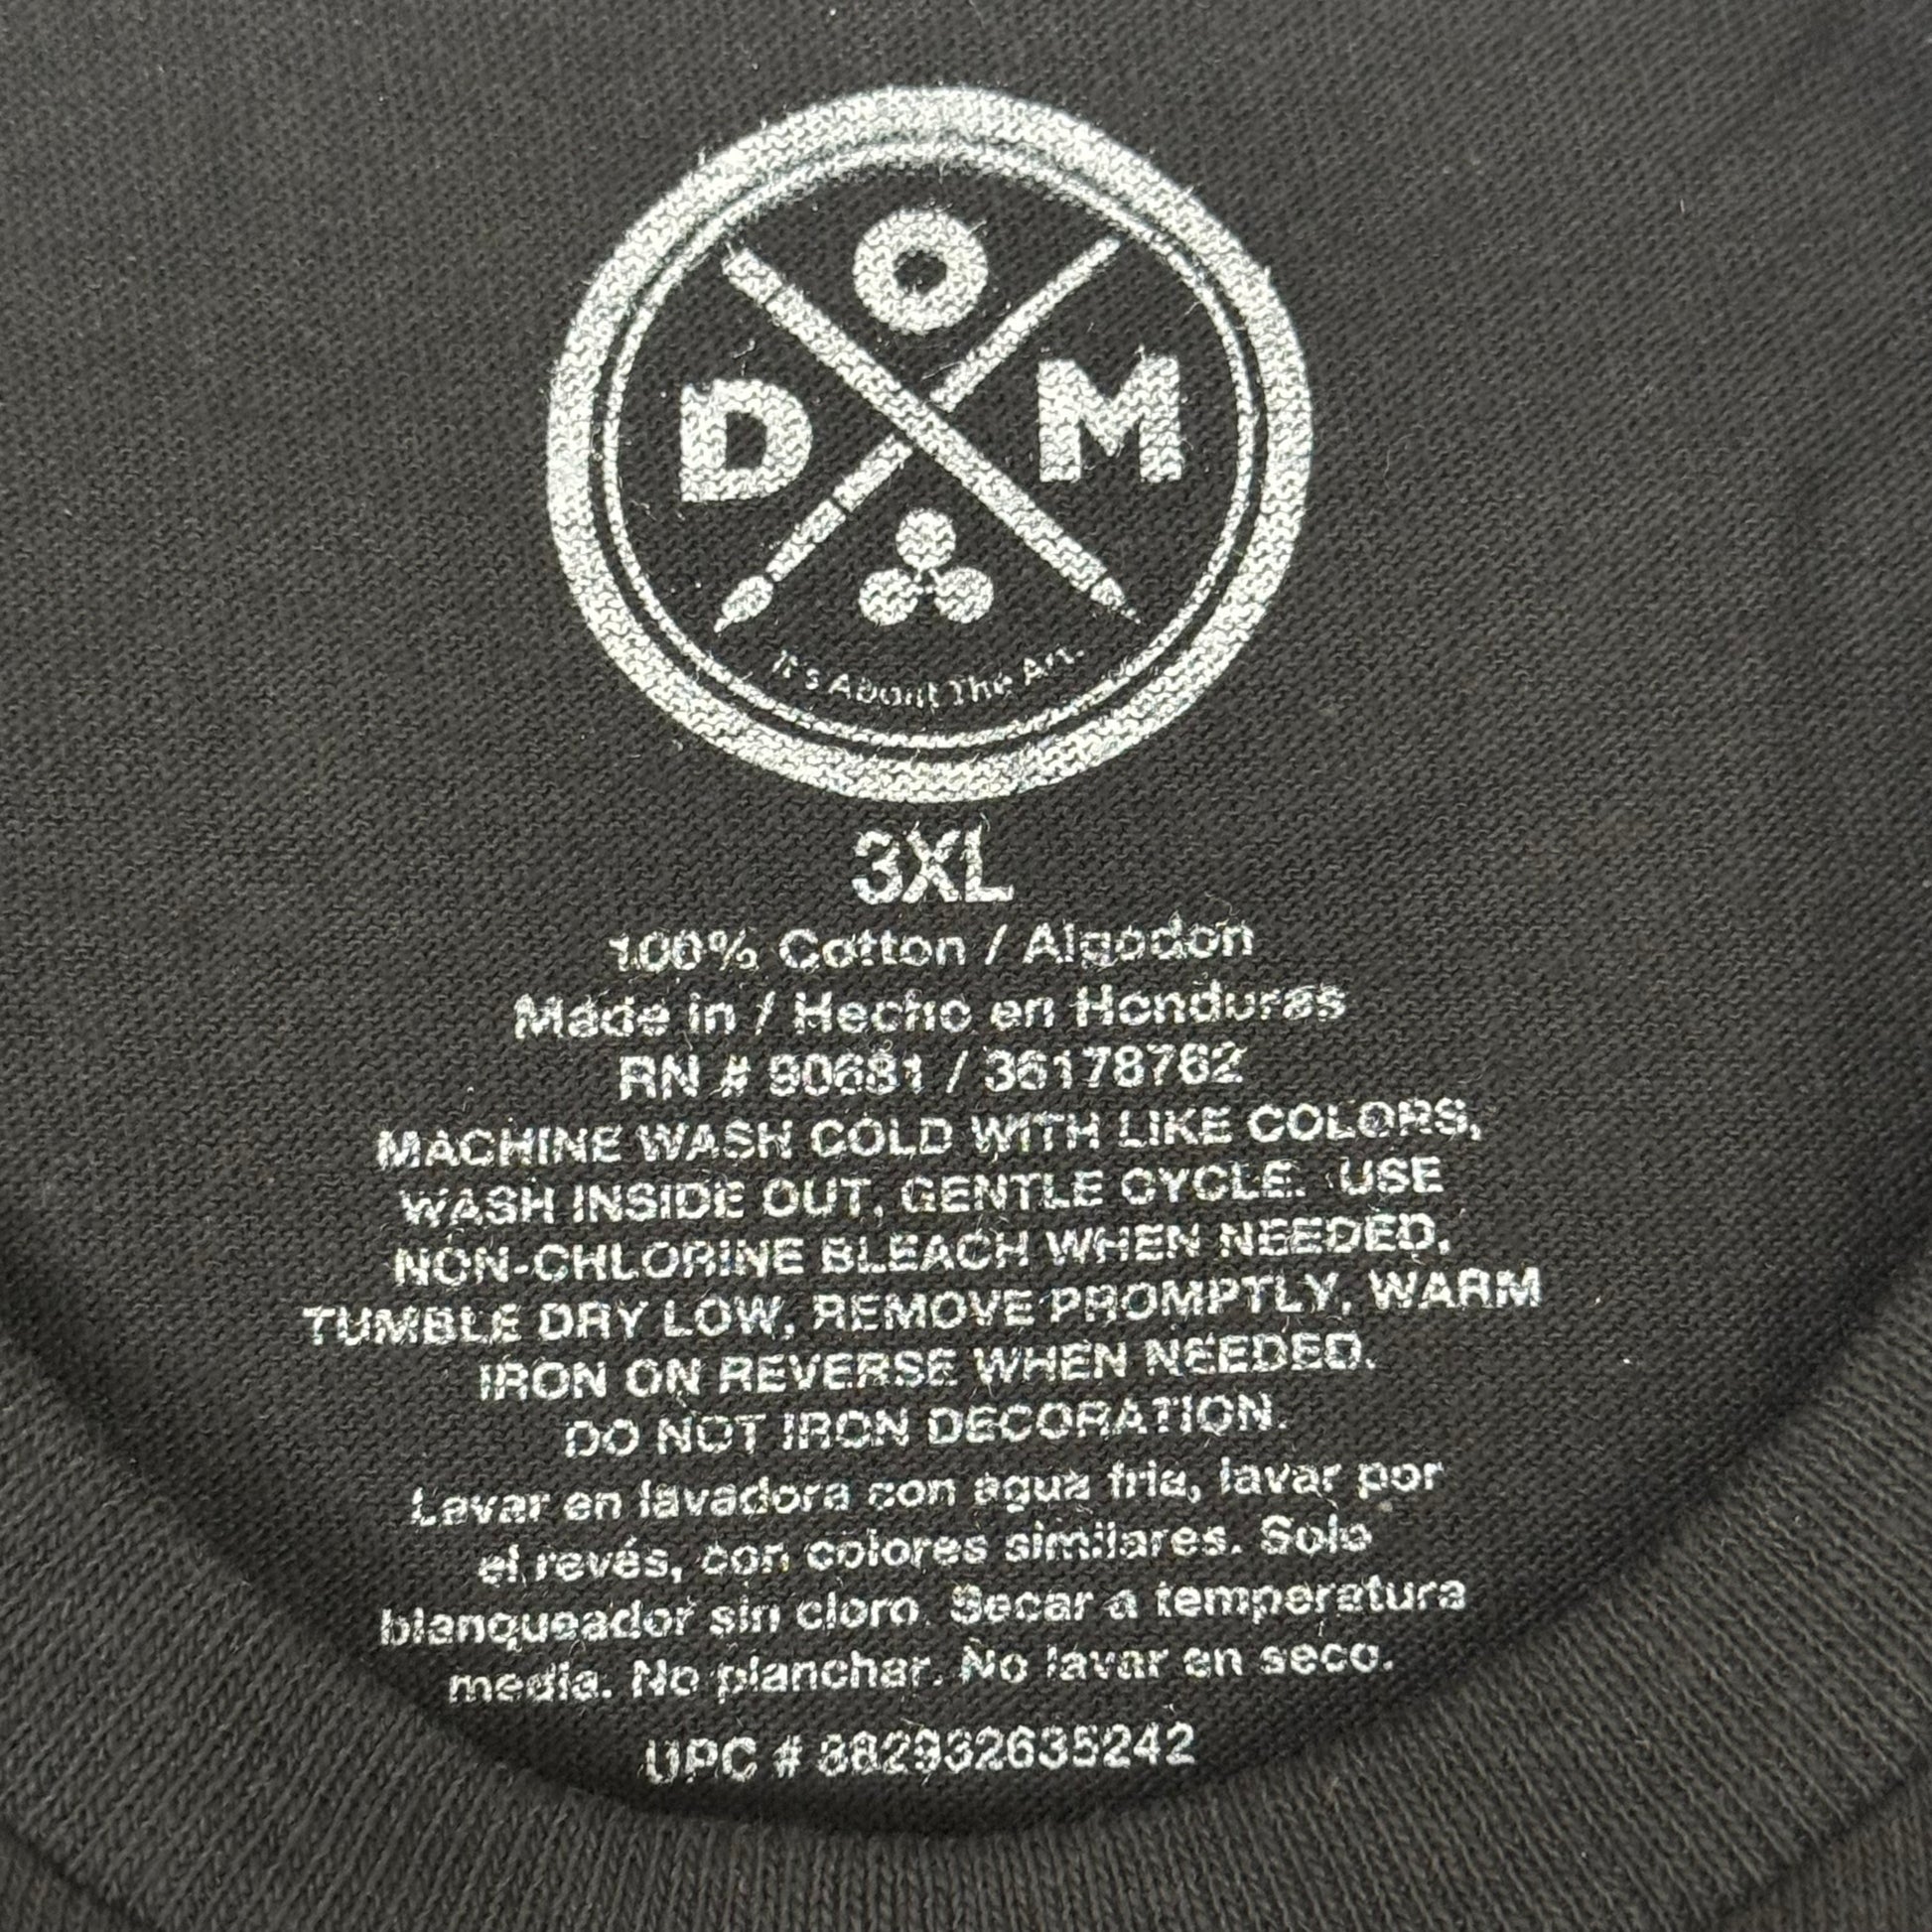 O
D M
It's About The Art.
3XL
100% Cotton / Algodon
Made in / Hecho en Honduras
RN # 90681 / 36178762
MACHINE WASH COLD WITH LIKE COLORS,
WASH INSIDE OUT, GENTLE CYCLE. USE
NON-CHLORINE BLEACH WHEN NEEDED,
TUMBLE DRY LOW, REMOVE PROMPTLY, WARM
IRON ON REVERSE WHEN NEEDED.
DO NOT IRON DECORATION.
Lavar en lavadora con agua fria, lavar por
el revés, con colores similares. Solo
blanqueador sin cloro. Secar a temperatura
media. No planchar. No lavar en seco.
UPC # 882932635242